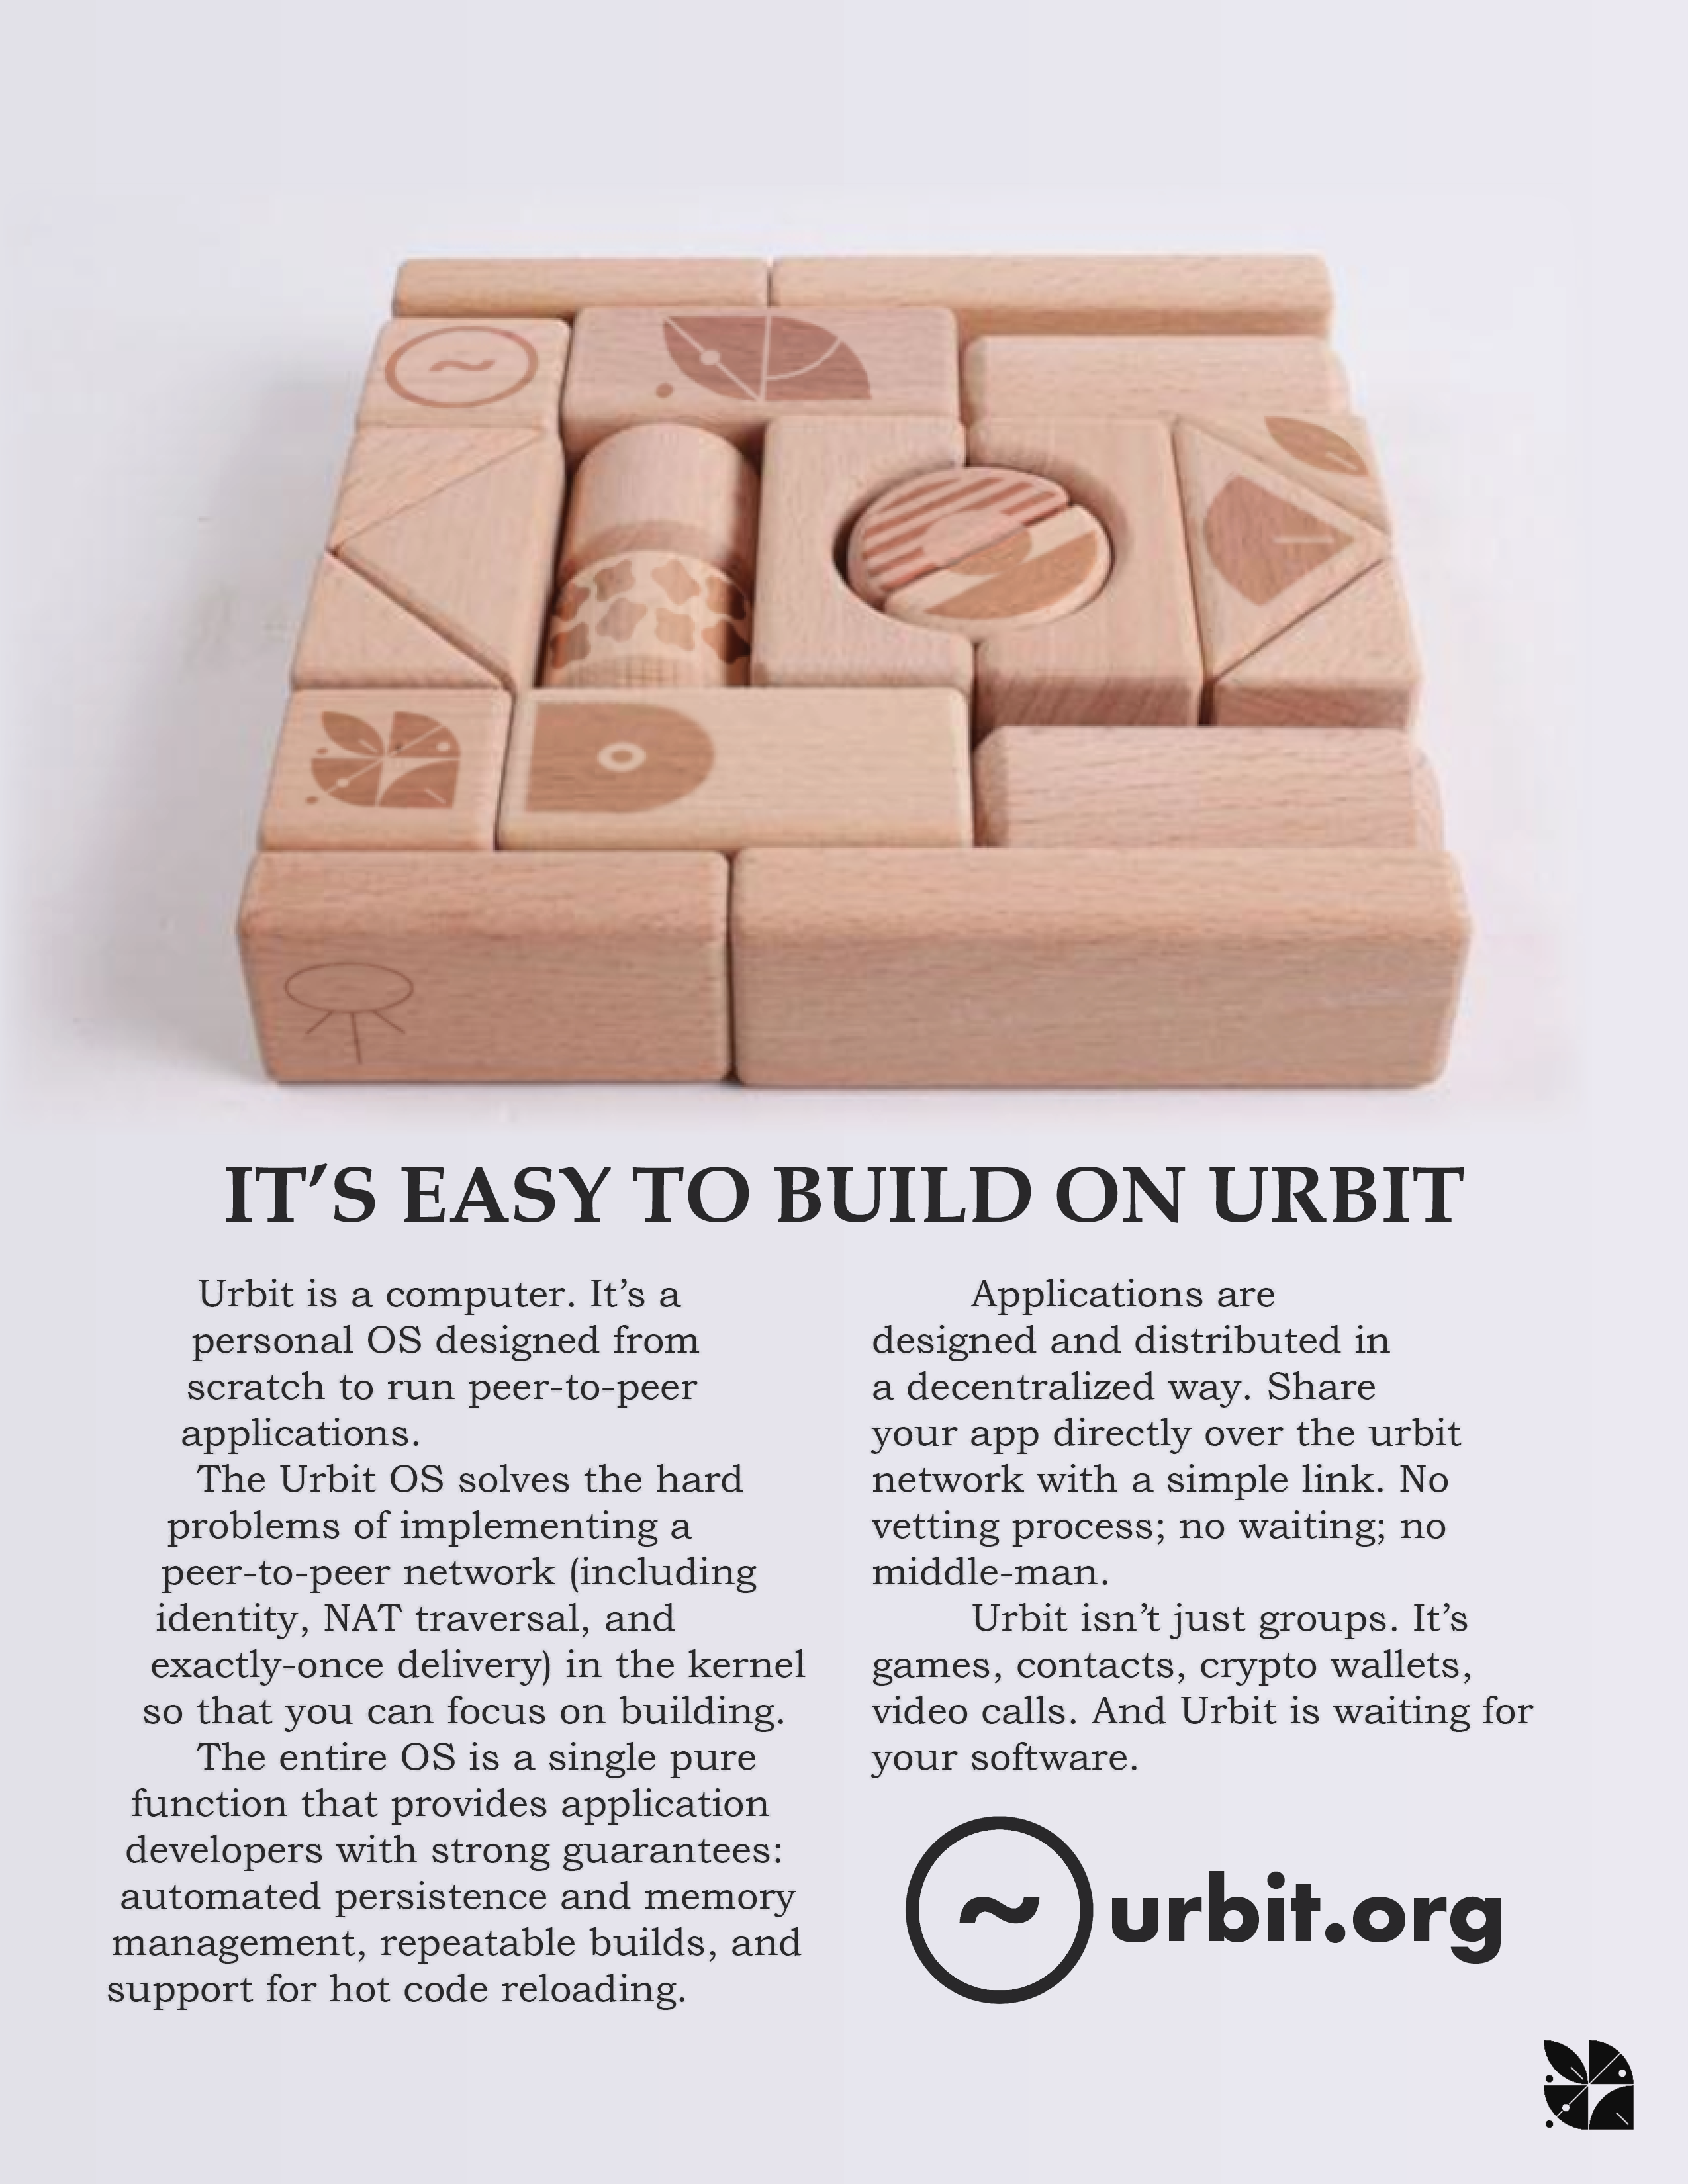 ~
IT’S EASY TO BUILD ON URBIT
Urbit is a computer. It’s a
personal OS designed from
scratch to run peer-to-peer
applications.
The Urbit OS solves the hard
problems of implementing a
peer-to-peer network (including
identity, NAT traversal, and
exactly-once delivery) in the kernel
so that you can focus on building.
The entire OS is a single pure
function that provides application
developers with strong guarantees:
automated persistence and memory
management, repeatable builds, and
support for hot code reloading.
Applications are
designed and distributed in
a decentralized way. Share
your app directly over the urbit
network with a simple link. No
vetting process; no waiting; no
middle-man.
Urbit isn’t just groups. It’s
games, contacts, crypto wallets,
video calls. And Urbit is waiting for
your software.
~ urbit.org